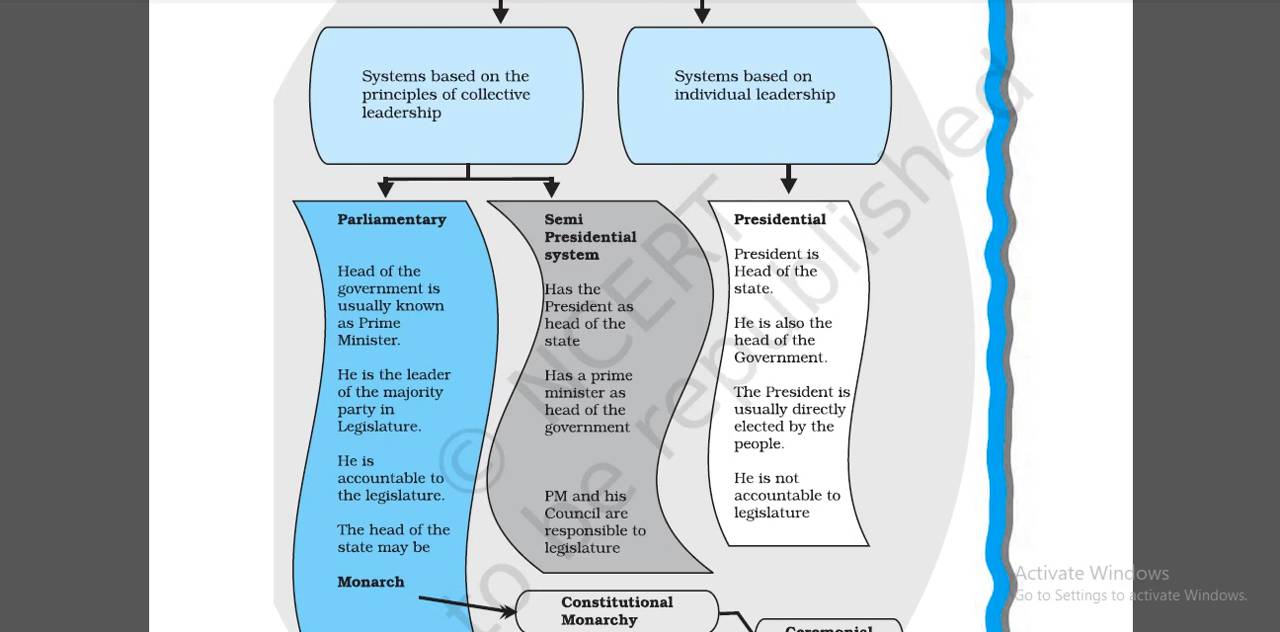 Systems based on the
principles of collective
leadership
Systems based on
individual leadership
Parliamentary
Head of the
government is
usually known
as Prime
Minister.
He is the leader
of the majority
party in
Legislature.
He is
accountable to
the legislature.
The head of the
state may be
Monarch
Semi
Presidential
system
Has the
President as
head of the
state
Has a prime
minister as
head of the
government
PM and his
Council are
responsible to
legislature
Presidential
President is
Head of the
state.
He is also the
head of the
Government.
The President is
usually directly
elected by the
people.
He is not
accountable to
legislature
Constitutional
Monarchy
Ceremonial
© NCERT
to be republished
Activate Windows
Go to Settings to activate Windows.